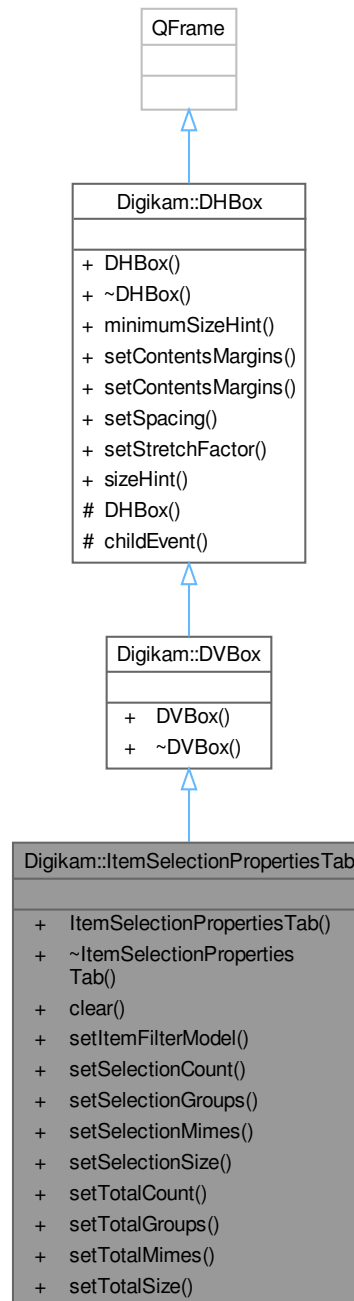 QFrame
Digikam::DHBox
+ DHBox()
+ ~DHBox()
+ minimumSizeHint()
+ setContentsMargins()
+ setContentsMargins()
+ setSpacing()
+ setStretchFactor()
+ sizeHint()
# DHBox()
# childEvent()
Digikam::DVBox
+ DVBox()
+ ~DVBox()
Digikam::ItemSelectionPropertiesTab
+ ItemSelectionPropertiesTab()
+ ~ItemSelectionProperties
Tab()
+ clear()
+ setItemFilterModel()
+ setSelectionCount()
+ setSelectionGroups()
+ setSelectionMimes()
+ setSelectionSize()
+ setTotalCount()
+ setTotalGroups()
+ setTotalMimes()
+ setTotalSize()